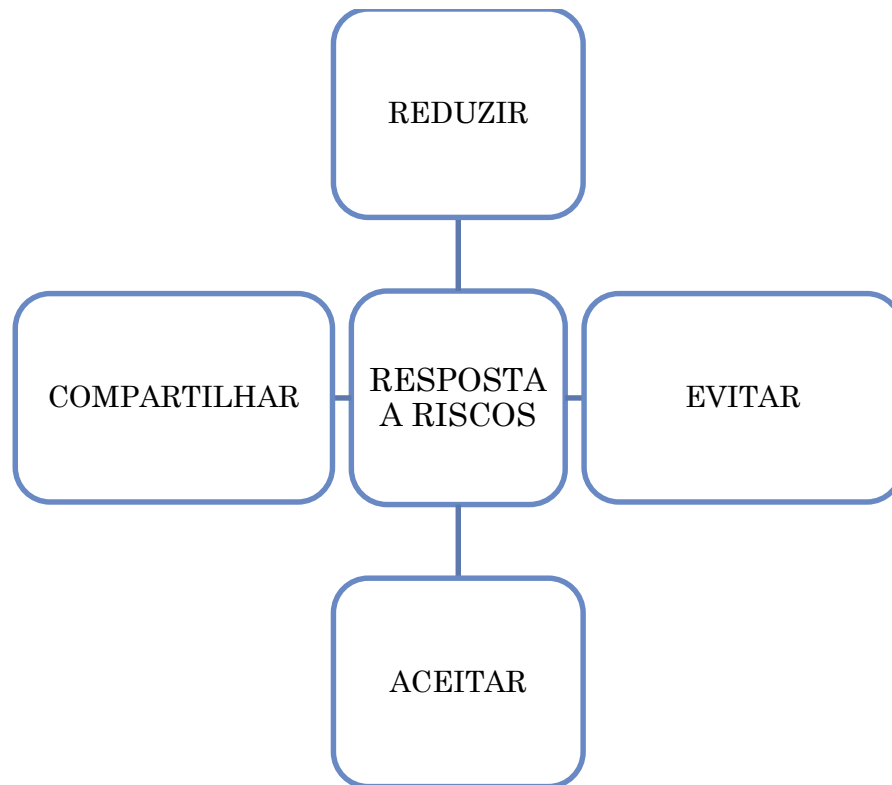 REDUZIR
COMPARTILHAR
RESPOSTA
A RISCOS
EVITAR
ACEITAR